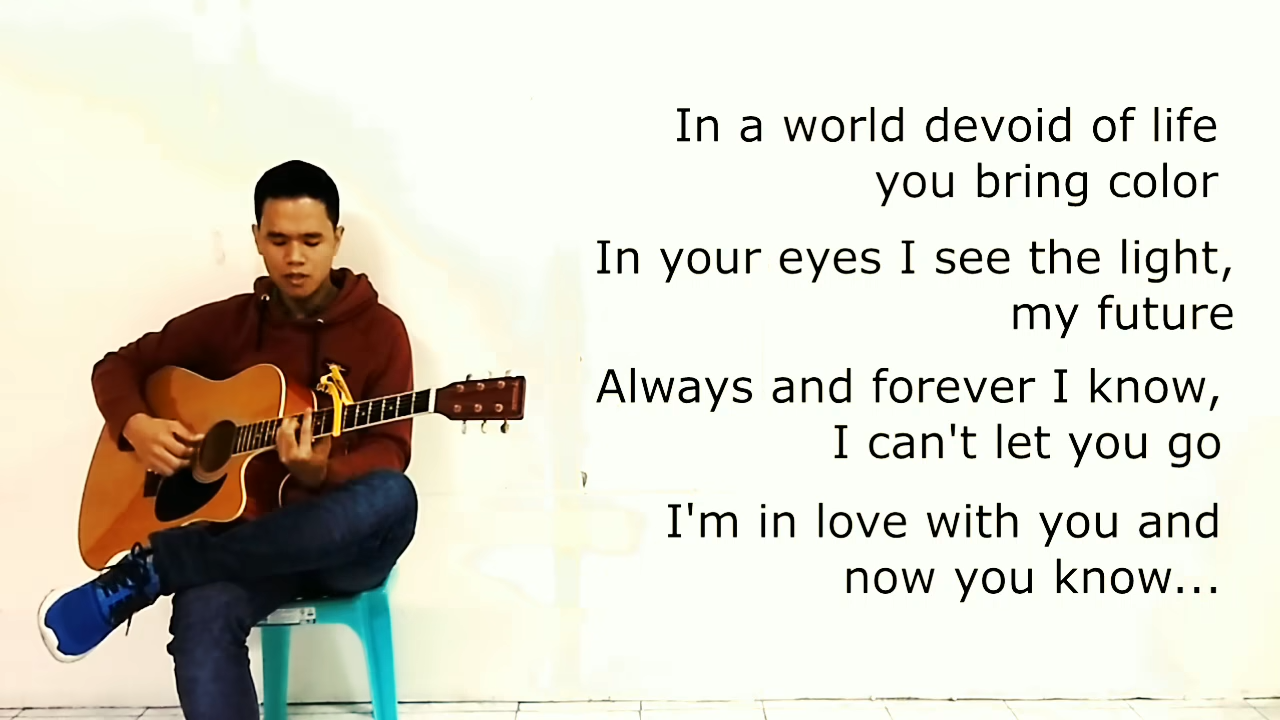 In a world devoid of life
you bring color
In your eyes I see the light,
my future
Always and forever I know,
I can't let you go
I'm in love with you and
now you know...